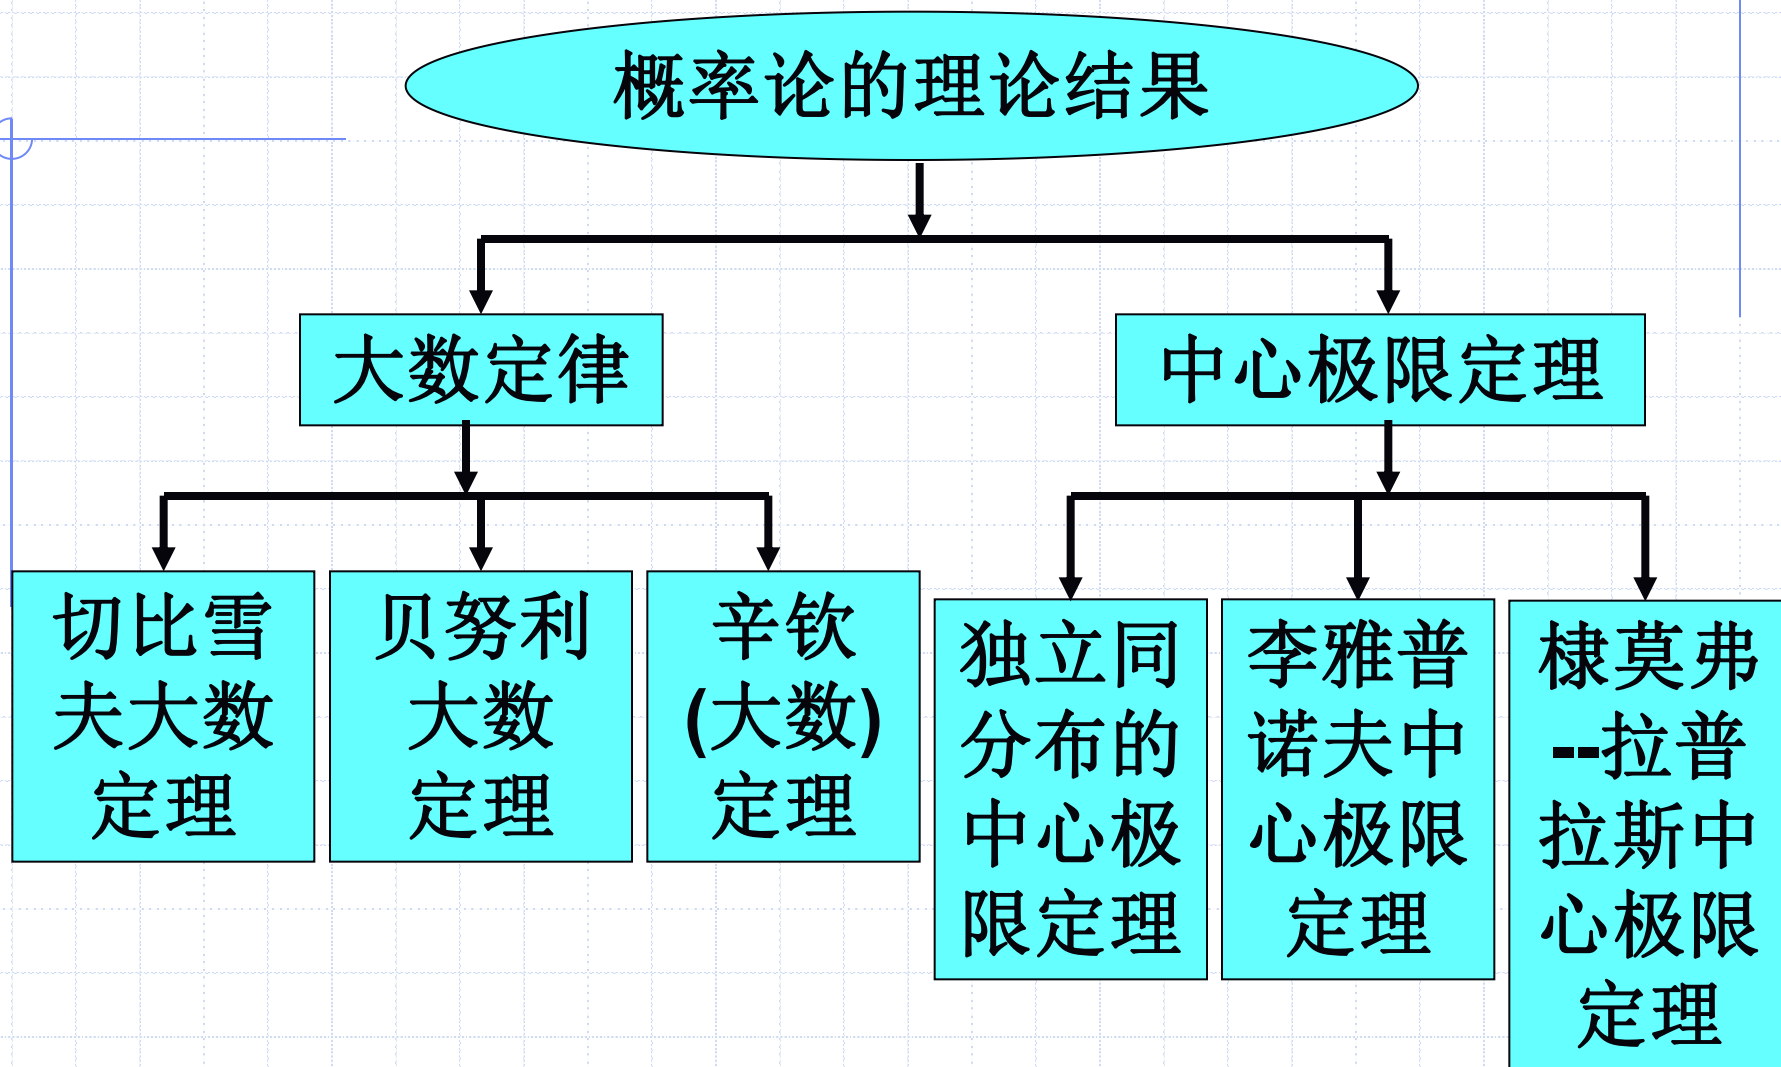 概率论的理论结果
大数定律
中心极限定理
切比雪
夫大数
定理
贝努利
大数
定理
辛钦
(大数)
定理
独立同
分布的
中心极
限定理
李雅普
诺夫中
心极限
定理
棣莫弗
--拉普
拉斯中
心极限
定理